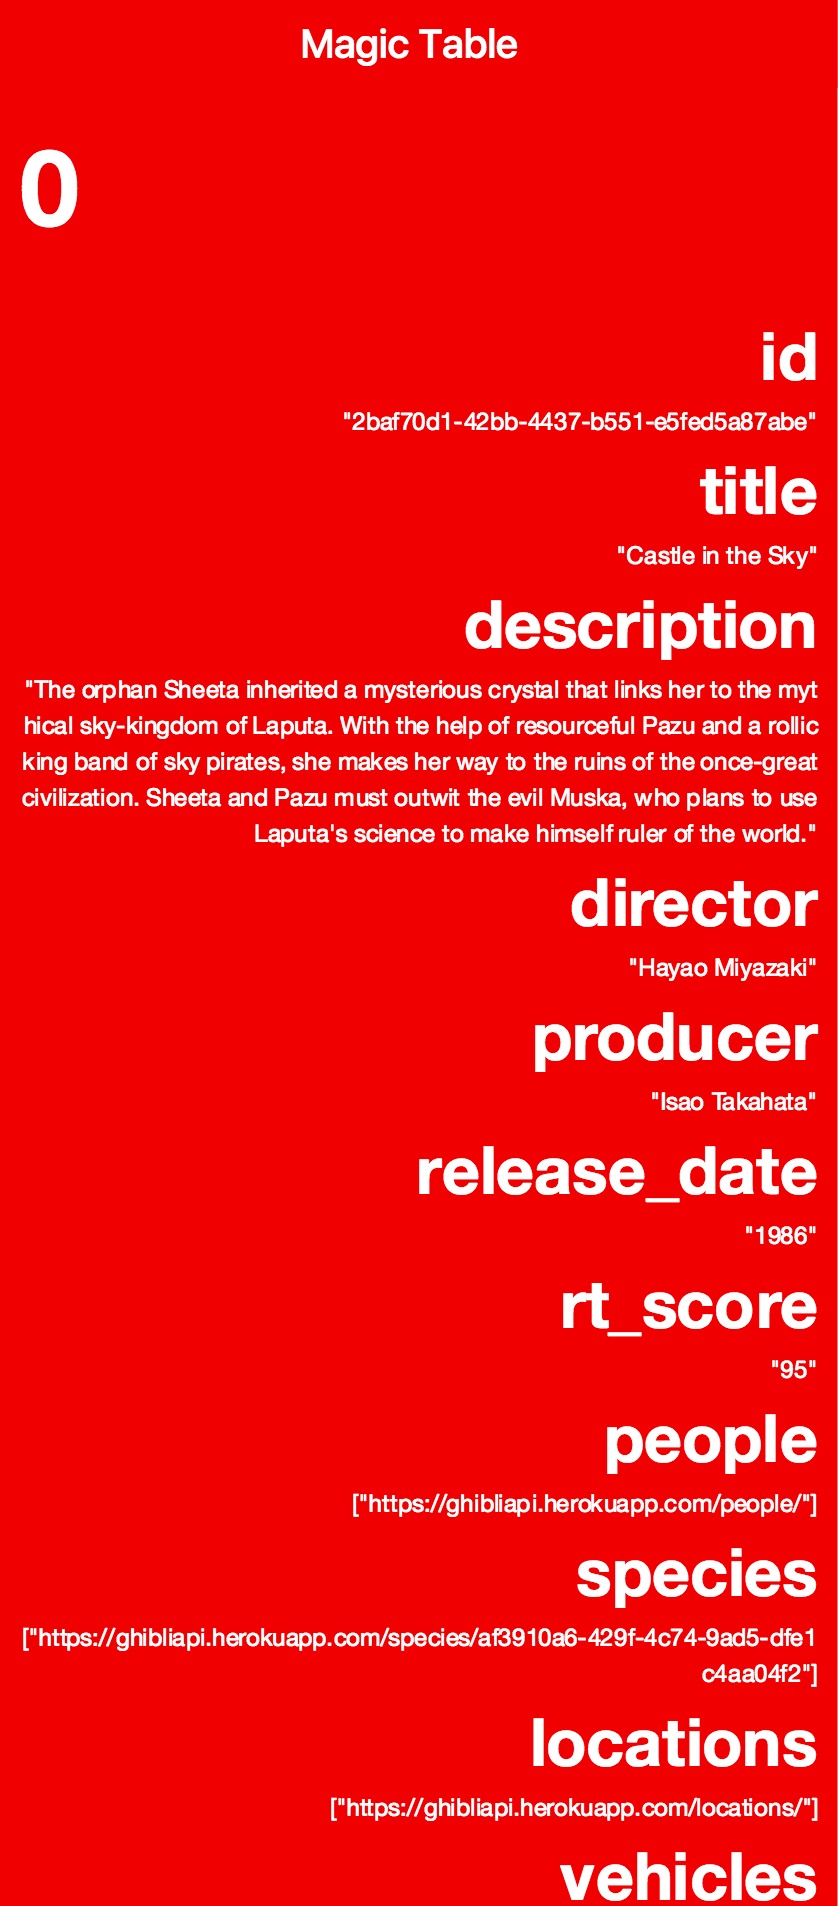 Magic Table
0
id
"2baf70d1-42bb-4437-b551-e5fed5a87abe"
title
"Castle in the Sky"
description
"The orphan Sheeta inherited a mysterious crystal that links her to the myt
hical sky-kingdom of Laputa. With the help of resourceful Pazu and a rollic
king band of sky pirates, she makes her way to the ruins of the once-great
civilization. Sheeta and Pazu must outwit the evil Muska, who plans to use
Laputa's science to make himself ruler of the world."
director
"Hayao Miyazaki"
producer
"Isao Takahata"
release_date
"1986"
rt_score
"95"
people
["https://ghibliapi.herokuapp.com/people/"]
species
["https://ghibliapi.herokuapp.com/species/af3910a6-429f-4c74-9ad5-dfe1
c4aa04f2"]
locations
["https://ghibliapi.herokuapp.com/locations/"]
vehicles